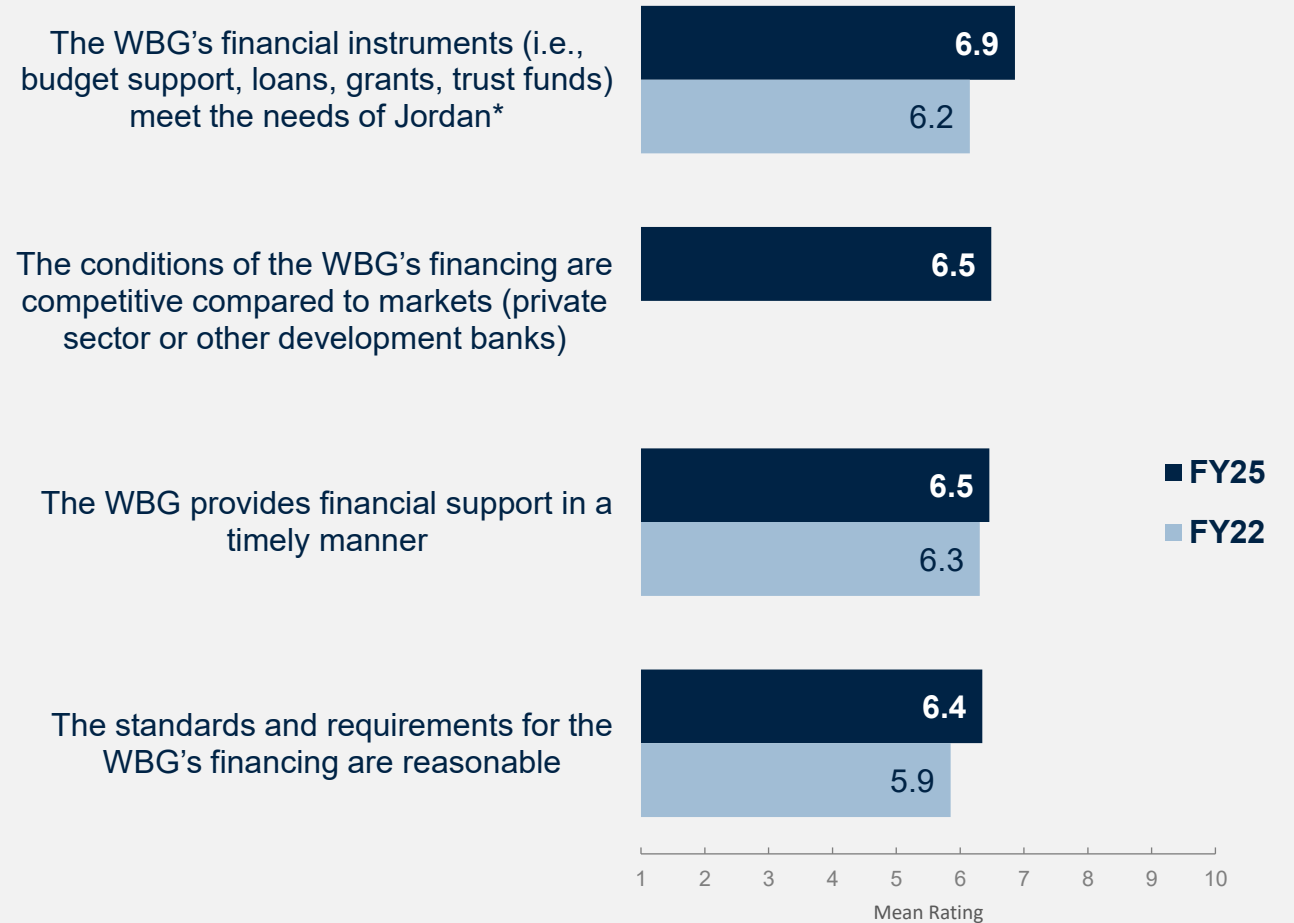 The WBG’s financial instruments (i.e.,
budget support, loans, grants, trust funds)
meet the needs of Jordan*
6.9
6.2
The conditions of the WBG’s financing are
competitive compared to markets (private
sector or other development banks)
6.5
The WBG provides financial support in a
timely manner
6.5
6.3
FY25
FY22
The standards and requirements for the
WBG’s financing are reasonable
6.4
5.9
1 2 3 4 5 6 7 8 9 10
Mean Rating